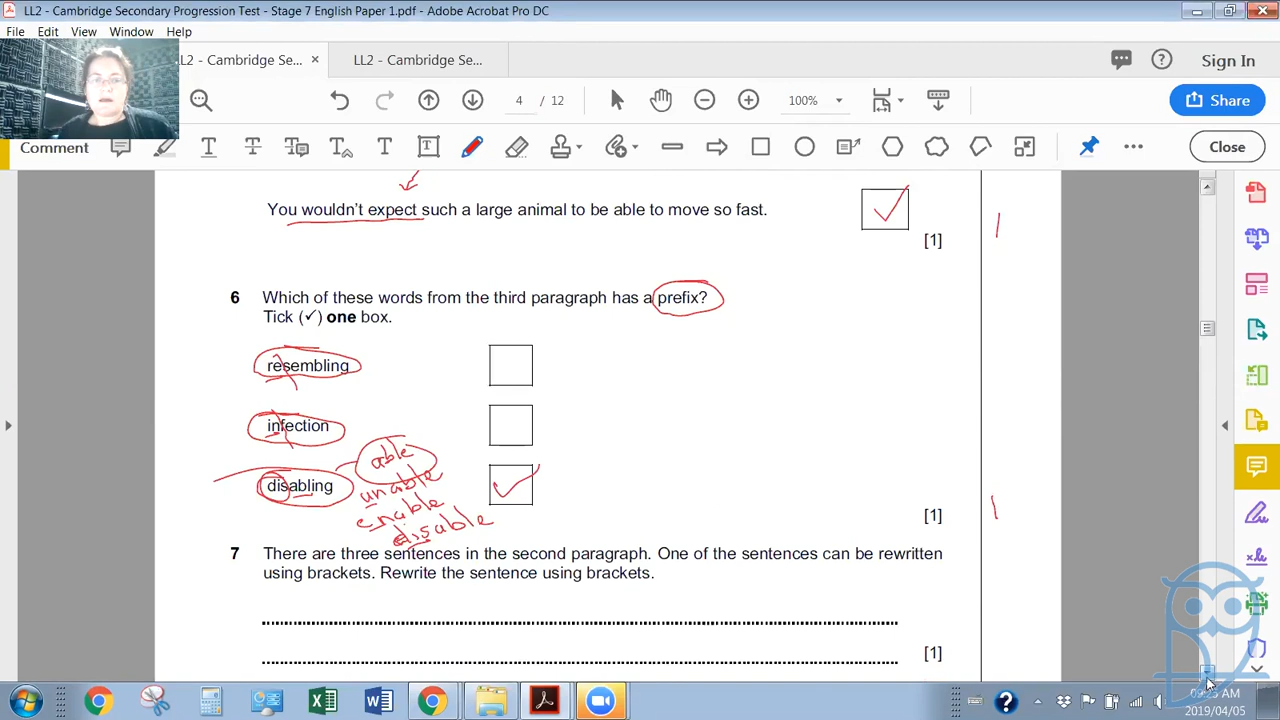 LL2 - Cambridge Secondary Progression Test - Stage 7 English Paper 1.pdf - Adobe Acrobat Pro DC
File Edit View Window Help
LL2 - Cambridge Se... × LL2 - Cambridge Se... ? Sign In
4 / 12 100% Share
Comment Close
You wouldn't expect such a large animal to be able to move so fast. ✓
[1] 1
6 Which of these words from the third paragraph has a prefix?
Tick (✓) one box.
resembling
infection
able
disabling ✓
unable
enable
disable
[1] 1
7 There are three sentences in the second paragraph. One of the sentences can be rewritten
using brackets. Rewrite the sentence using brackets.
[1]
09:25 AM
2019/04/05